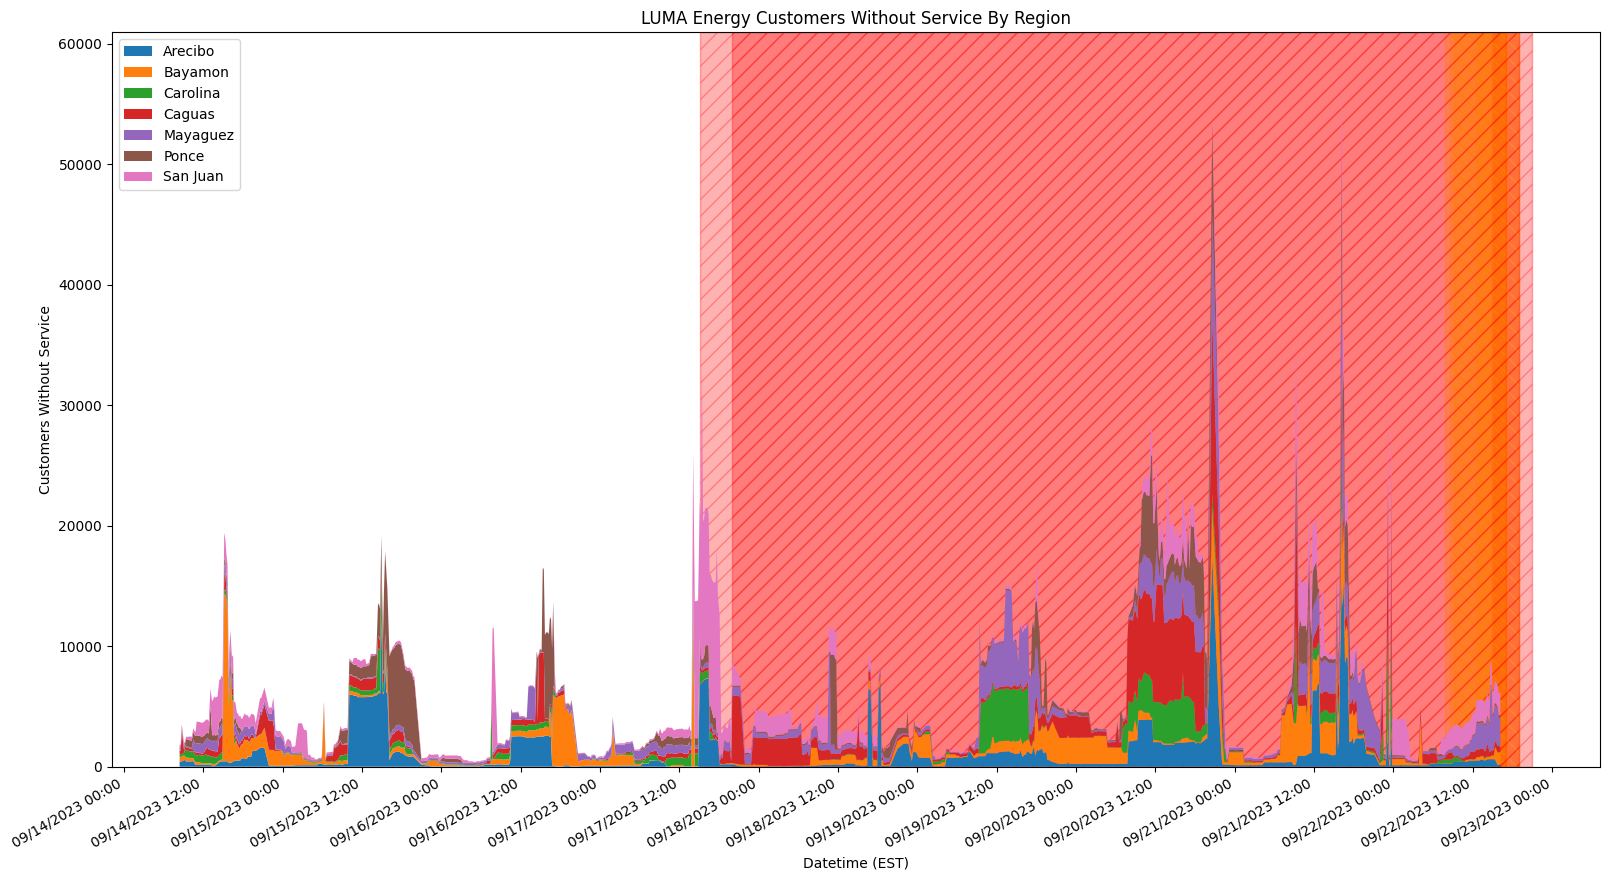 LUMA Energy Customers Without Service By Region
60000
50000
40000
30000
20000
10000
0
Customers Without Service
Arecibo
Bayamon
Carolina
Caguas
Mayaguez
Ponce
San Juan
09/14/2023 00:00
09/14/2023 12:00
09/15/2023 00:00
09/15/2023 12:00
09/16/2023 00:00
09/16/2023 12:00
09/17/2023 00:00
09/17/2023 12:00
09/18/2023 00:00
09/18/2023 12:00
09/19/2023 00:00
09/19/2023 12:00
09/20/2023 00:00
09/20/2023 12:00
09/21/2023 00:00
09/21/2023 12:00
09/22/2023 00:00
09/22/2023 12:00
09/23/2023 00:00
Datetime (EST)